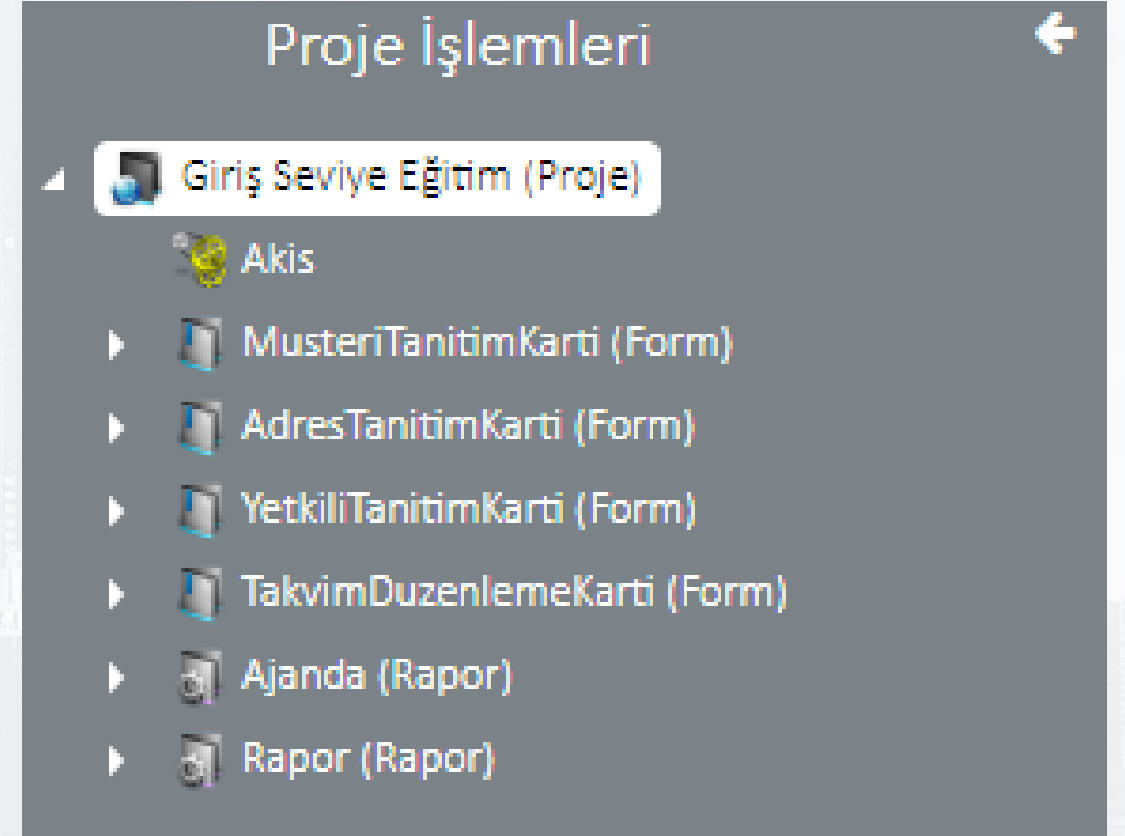 Proje İşlemleri
Giriş Seviye Eğitim (Proje)
Akis
MusteriTanitimKarti (Form)
AdresTanitimKarti (Form)
YetkiliTanitimKarti (Form)
TakvimDuzenlemeKarti (Form)
Ajanda (Rapor)
Rapor (Rapor)